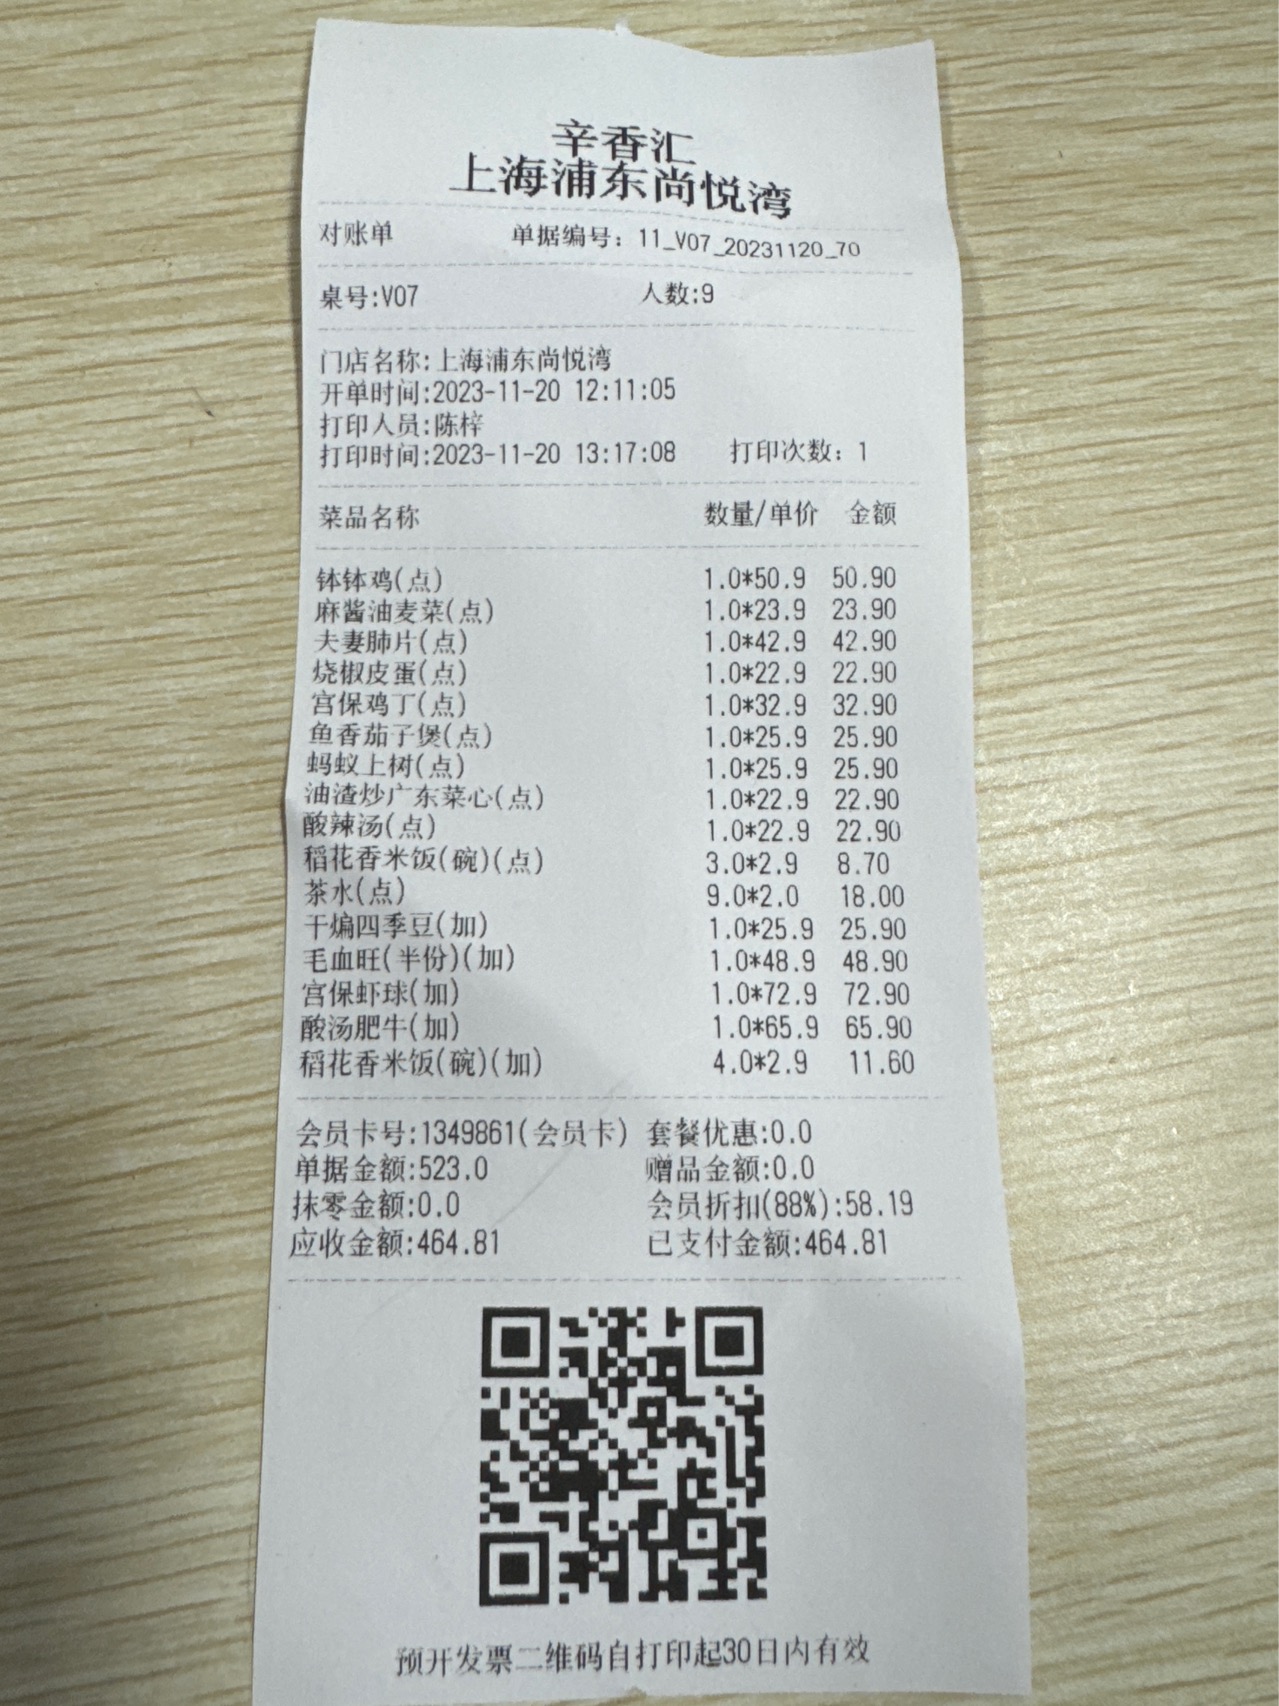 辛香汇
上海浦东尚悦湾
对账单 单据编号：11_V07_20231120_70
桌号:V07 人数:9
门店名称:上海浦东尚悦湾
开单时间:2023-11-20 12:11:05
打印人员:陈梓
打印时间:2023-11-20 13:17:08 打印次数：1
菜品名称 数量/单价 金额
钵钵鸡(点) 1.0*50.9 50.90
麻酱油麦菜(点) 1.0*23.9 23.90
夫妻肺片(点) 1.0*42.9 42.90
烧椒皮蛋(点) 1.0*22.9 22.90
宫保鸡丁(点) 1.0*32.9 32.90
鱼香茄子煲(点) 1.0*25.9 25.90
蚂蚁上树(点) 1.0*25.9 25.90
油渣炒广东菜心(点) 1.0*22.9 22.90
酸辣汤(点) 1.0*22.9 22.90
稻花香米饭(碗)(点) 3.0*2.9 8.70
茶水(点) 9.0*2.0 18.00
干煸四季豆(加) 1.0*25.9 25.90
毛血旺(半份)(加) 1.0*48.9 48.90
宫保虾球(加) 1.0*72.9 72.90
酸汤肥牛(加) 1.0*65.9 65.90
稻花香米饭(碗)(加) 4.0*2.9 11.60
会员卡号:1349861(会员卡) 套餐优惠:0.0
单据金额:523.0 赠品金额:0.0
抹零金额:0.0 会员折扣(88%):58.19
应收金额:464.81 已支付金额:464.81
预开发票二维码自打印起30日内有效